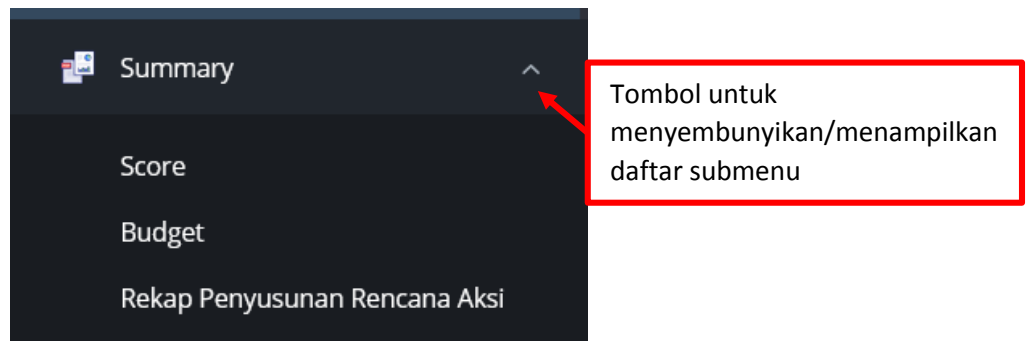 Summary
Tombol untuk
menyembunyikan/menampilkan
daftar submenu
Score
Budget
Rekap Penyusunan Rencana Aksi